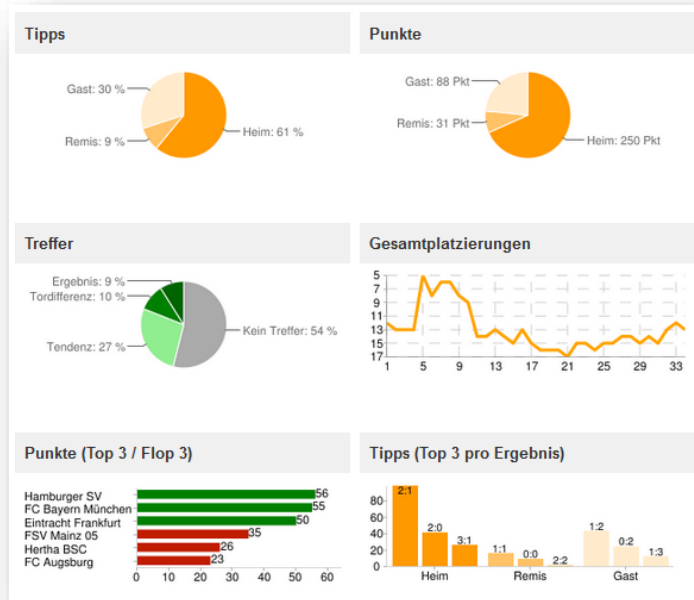 Tipps
Gast: 30 %
Remis: 9 %
Heim: 61 %
Punkte
Gast: 88 Pkt
Remis: 31 Pkt
Heim: 250 Pkt
Treffer
Ergebnis: 9 %
Tordifferenz: 10 %
Tendenz: 27 %
Kein Treffer: 54 %
Gesamtplatzierungen
5
7
9
11
13
15
17
1 5 9 13 17 21 25 29 33
Punkte (Top 3 / Flop 3)
Hamburger SV 56
FC Bayern München 55
Eintracht Frankfurt 50
FSV Mainz 05 35
Hertha BSC 26
FC Augsburg 23
0 10 20 30 40 50 60
Tipps (Top 3 pro Ergebnis)
80
60
40
20
0
2:1 2:0 3:1 1:1 0:0 2:2 1:2 0:2 1:3
Heim Remis Gast